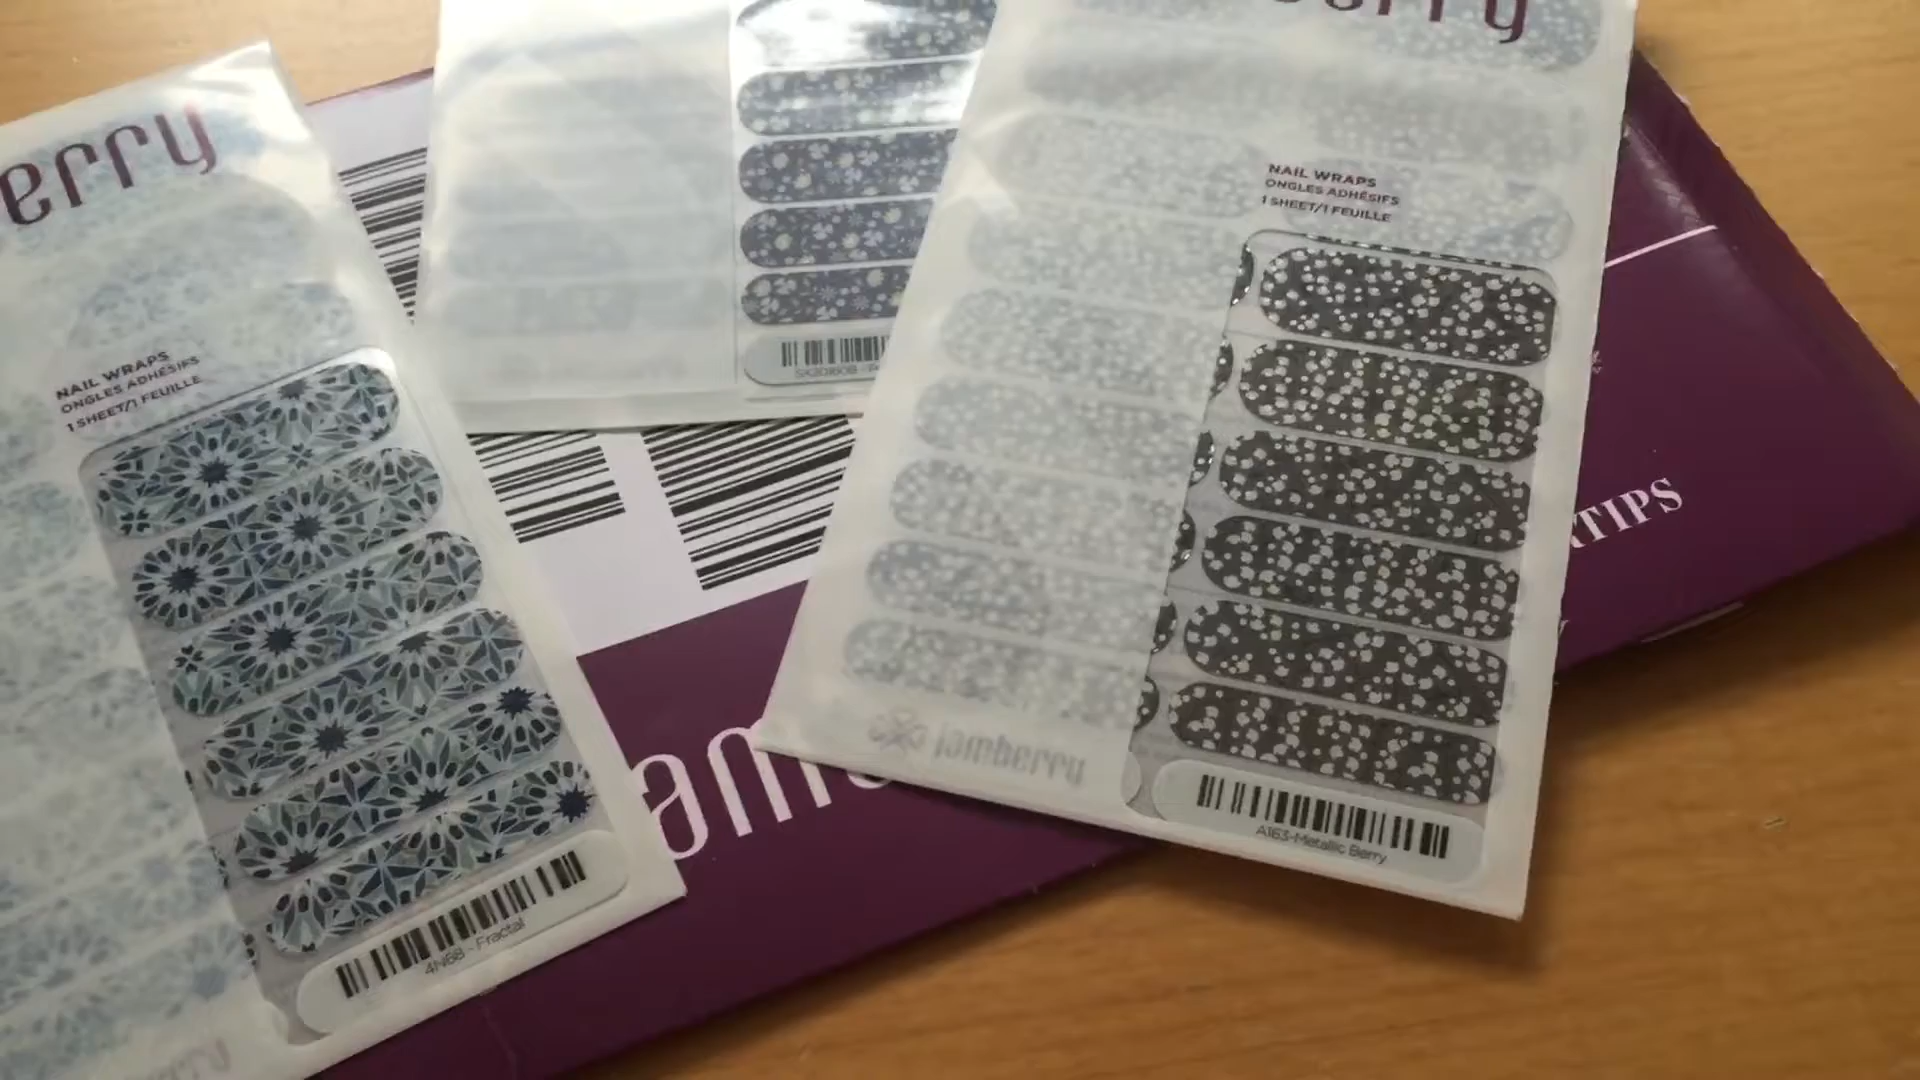 erry
NAIL WRAPS
ONGLES ADHÉSIFS
1 SHEET/1 FEUILLE
4N68 - Fractal
erry
NAIL WRAPS
ONGLES ADHÉSIFS
1 SHEET/1 FEUILLE
jamberry
A163-Metallic Berry
TIPS